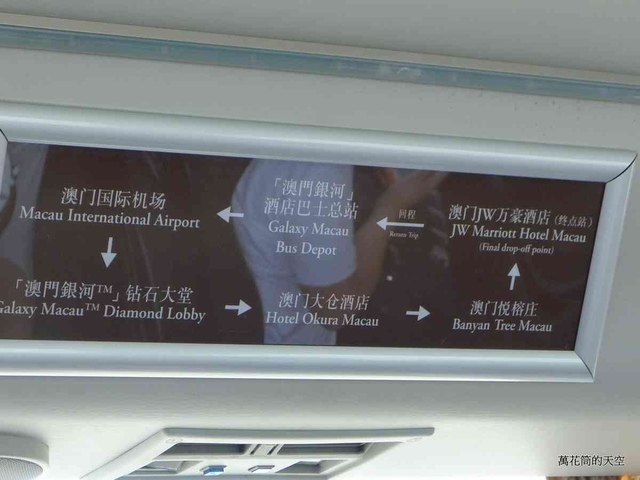 澳门国际机场
Macau International Airport
「澳門銀河」
酒店巴士总站
Galaxy Macau
Bus Depot
回程
Return Trip
澳门JW万豪酒店(终点站)
JW Marriott Hotel Macau
(Final drop-off point)
「澳門銀河™」钻石大堂
Galaxy Macau™ Diamond Lobby
澳门大仓酒店
Hotel Okura Macau
澳门悦榕庄
Banyan Tree Macau
萬花筒的天空